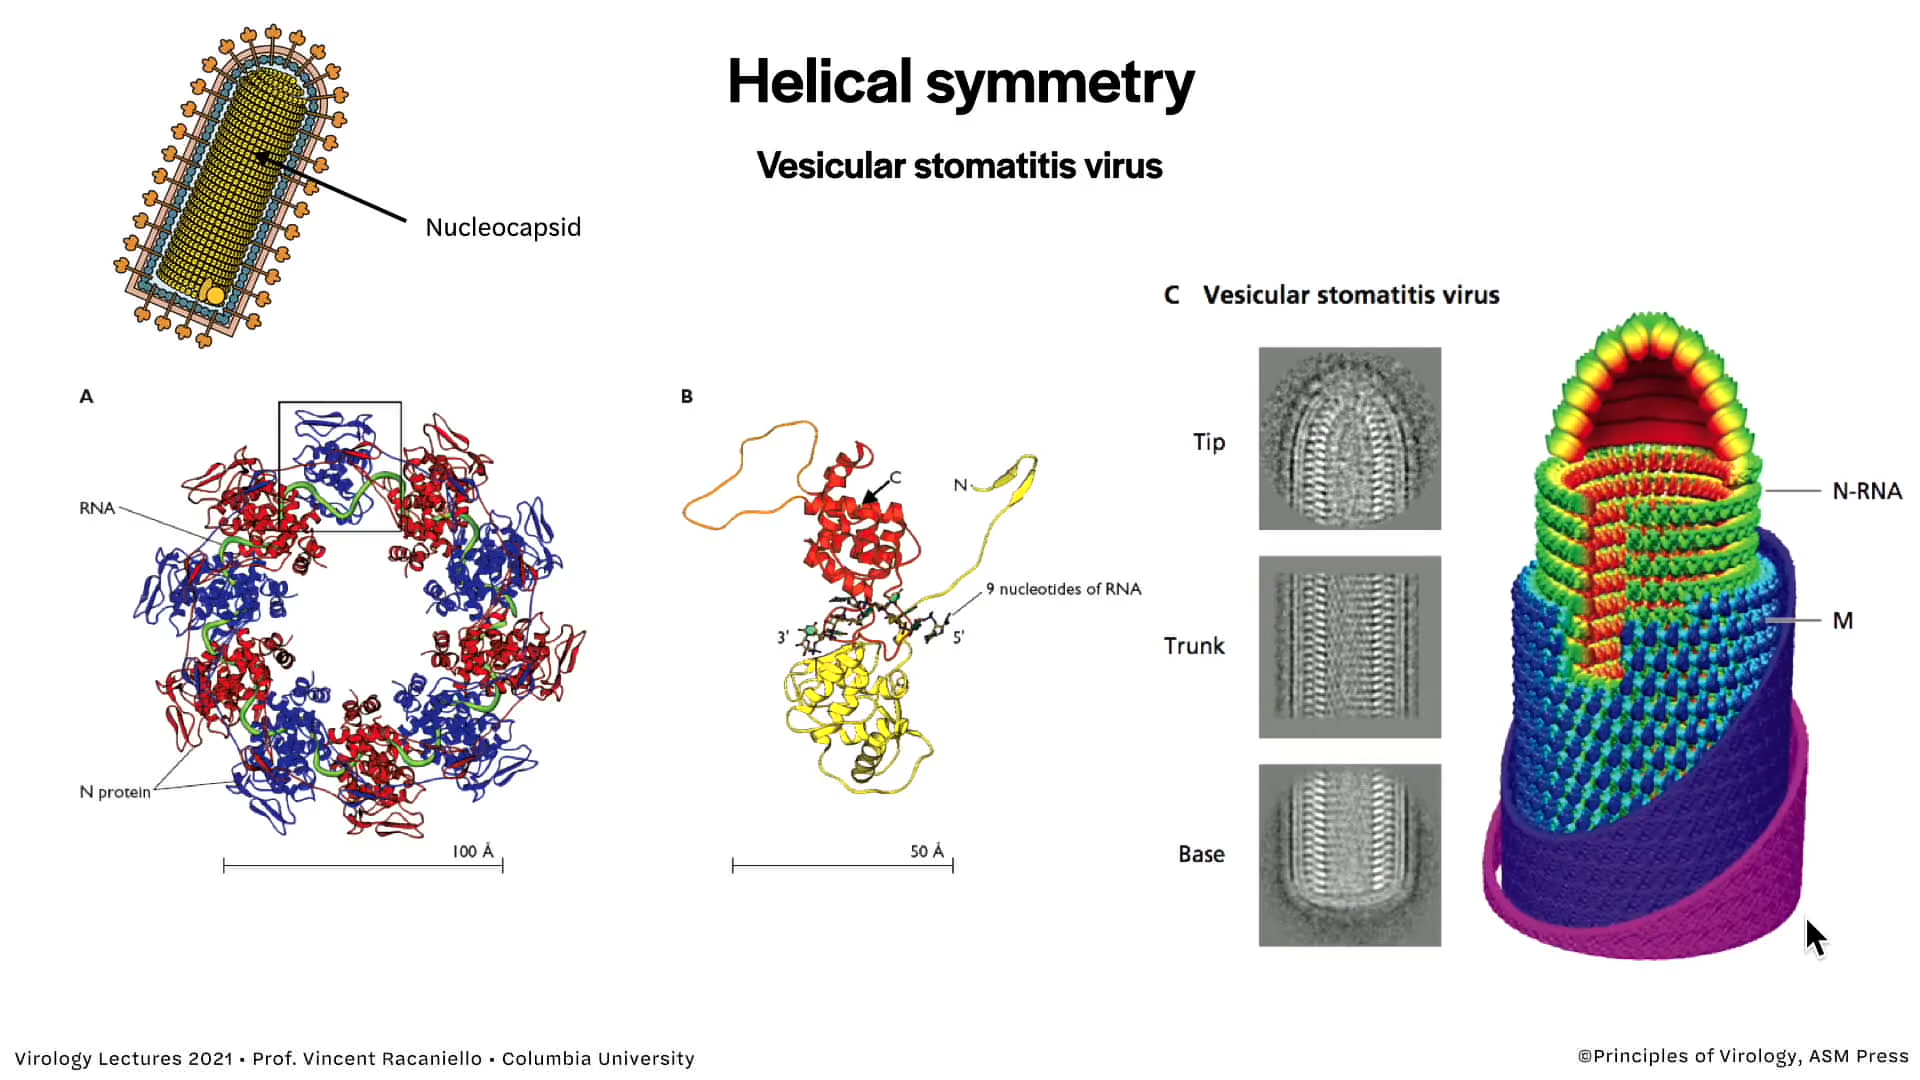 Helical symmetry
Vesicular stomatitis virus
Nucleocapsid
A
RNA
N protein
100 Å
B
C
N
9 nucleotides of RNA
3'
5'
50 Å
C Vesicular stomatitis virus
Tip
Trunk
Base
N-RNA
M
Virology Lectures 2021 • Prof. Vincent Racaniello • Columbia University
©Principles of Virology, ASM Press